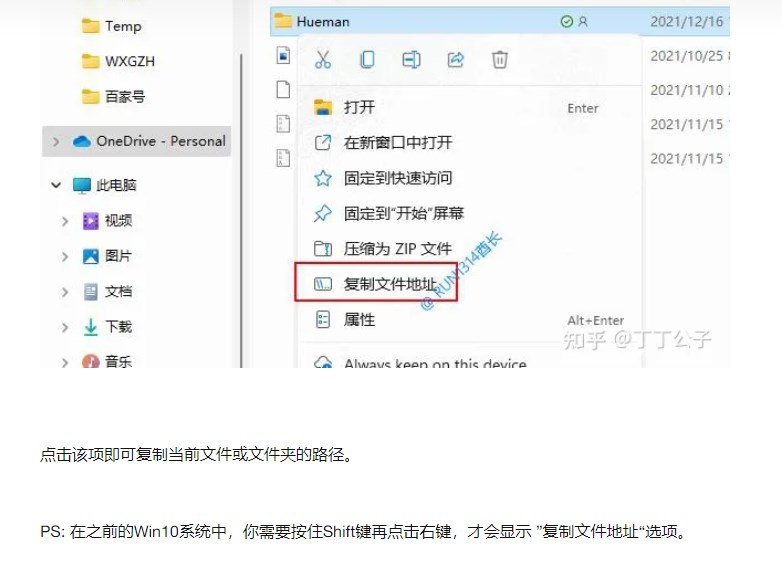 Temp
WXGZH
百家号
OneDrive - Personal
此电脑
视频
图片
文档
下载
音乐
Hueman
2021/12/16
2021/10/25
2021/11/10
2021/11/15
2021/11/15
打开 Enter
在新窗口中打开
固定到快速访问
固定到"开始"屏幕
压缩为 ZIP 文件
复制文件地址
属性 Alt+Enter
Always keep on this device
@ RUN1314酋长
知乎 @丁丁公子
点击该项即可复制当前文件或文件夹的路径。
PS: 在之前的Win10系统中，你需要按住Shift键再点击右键，才会显示 ”复制文件地址“选项。